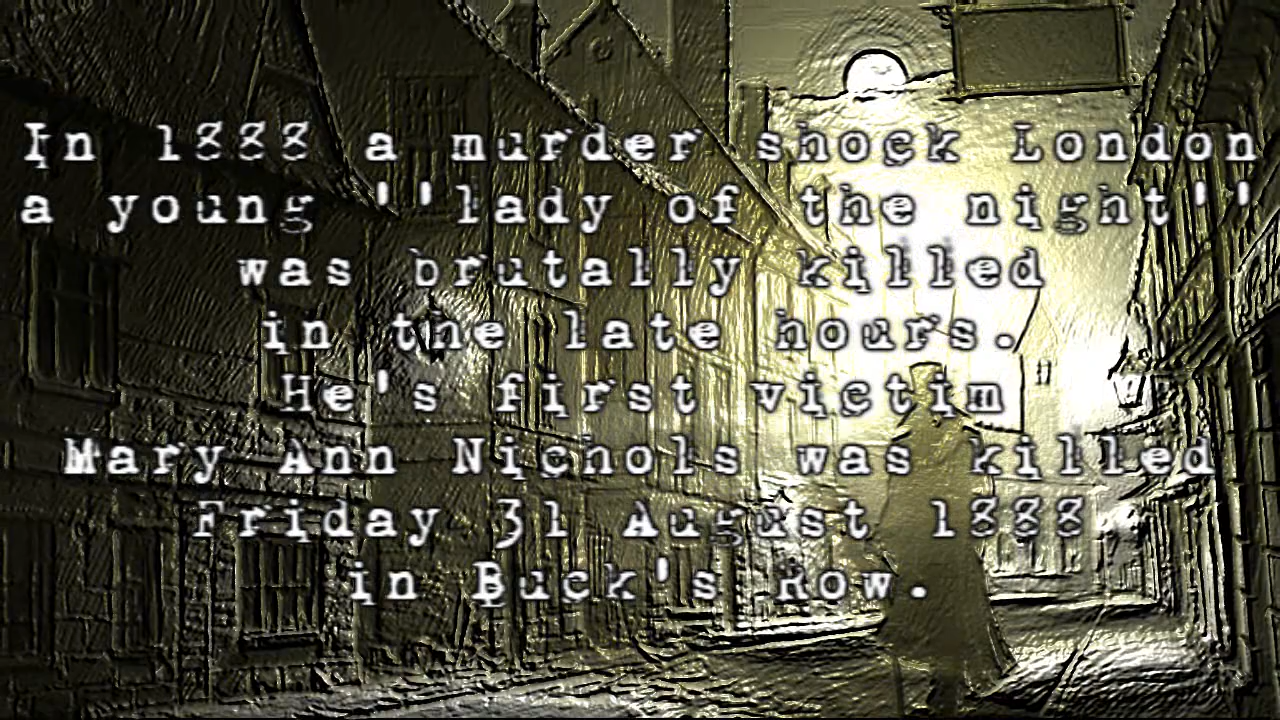 In 1888 a murder shock London
a young ''lady of the night''
was brutally killed
in the late hours.
He's first victim
Mary Ann Nichols was killed
Friday 31 August 1888
in Buck's Row.